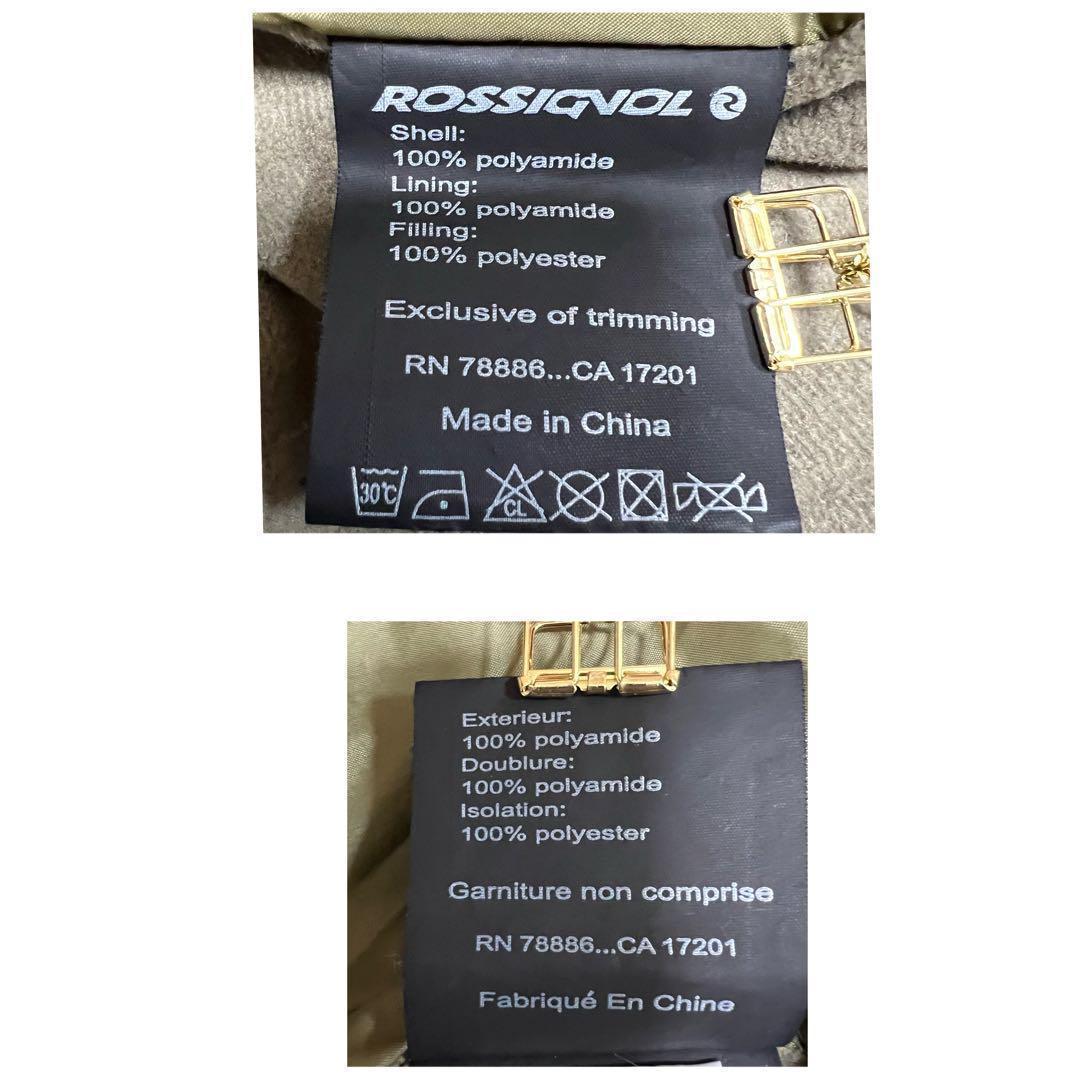 ROSSIGNOL
Shell:
100% polyamide
Lining:
100% polyamide
Filling:
100% polyester
Exclusive of trimming
RN 78886...CA 17201
Made in China
30°C
CL
Exterieur:
100% polyamide
Doublure:
100% polyamide
Isolation:
100% polyester
Garniture non comprise
RN 78886...CA 17201
Fabriqué En Chine